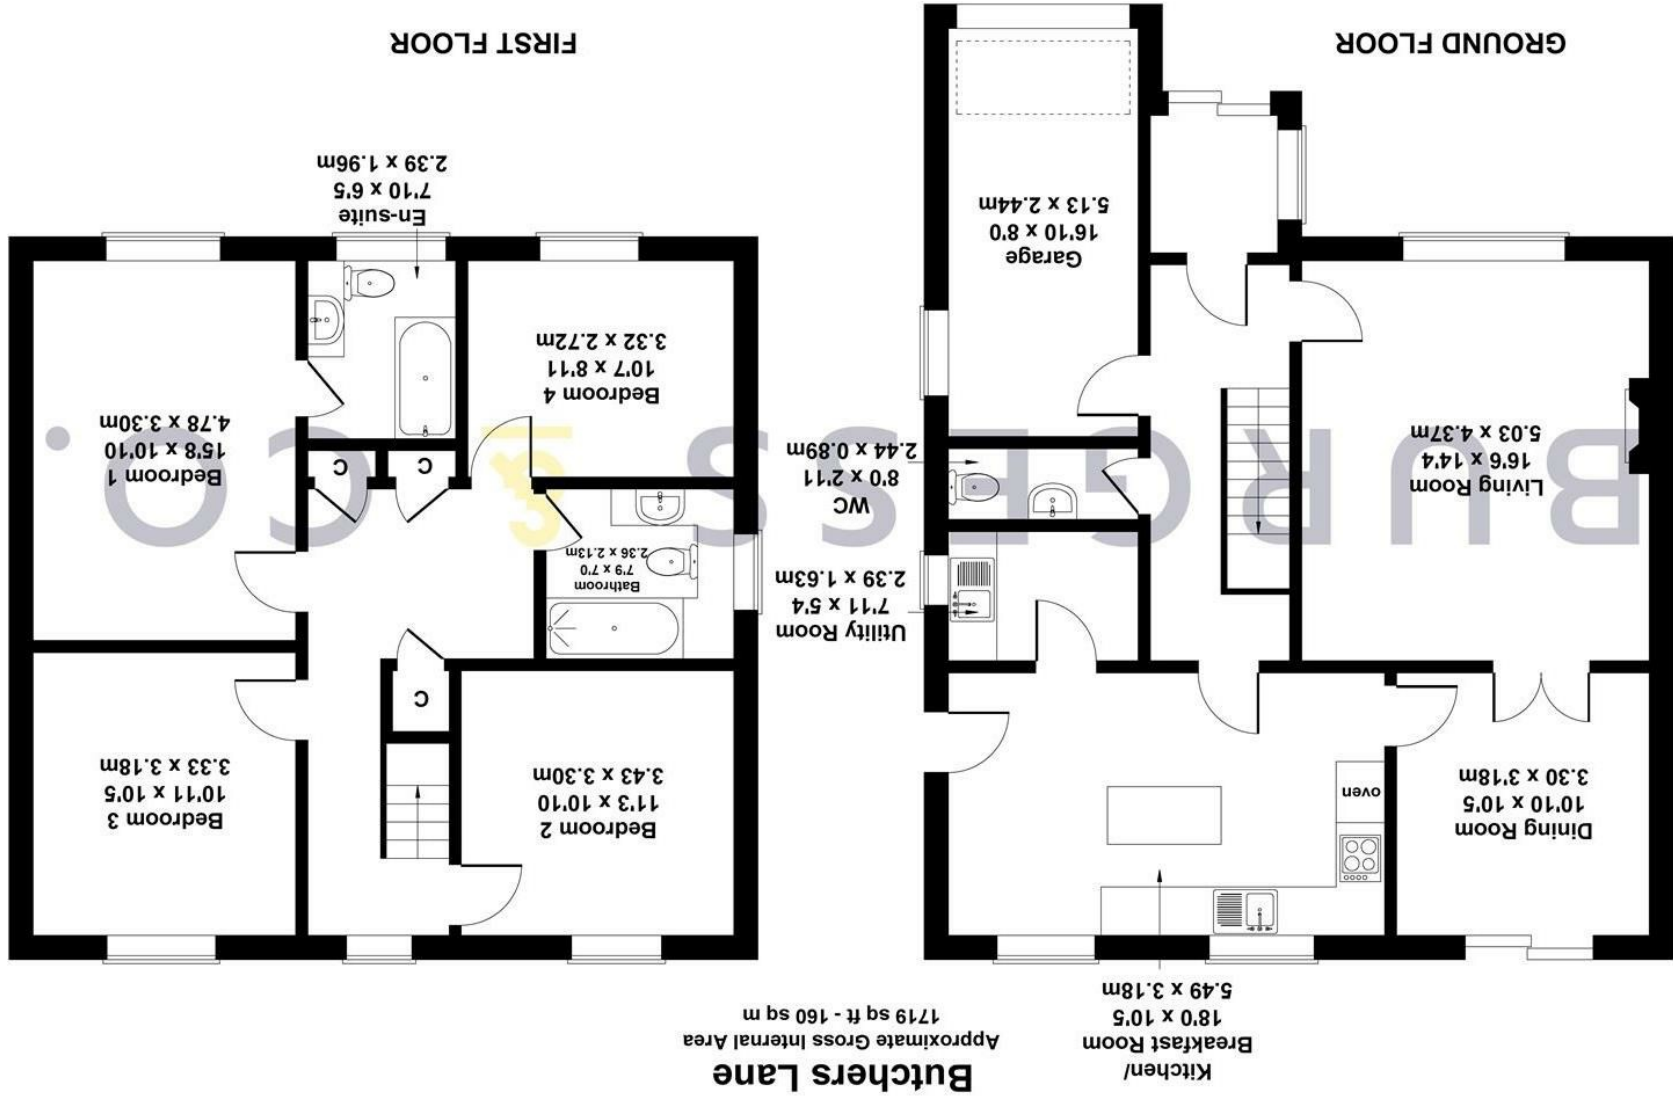 Butchers Lane
Approximate Gross Internal Area
1719 sq ft - 160 sq m
Kitchen/
Breakfast Room
18'0 x 10'5
5.49 x 3.18m
Dining Room
10'10 x 10'5
3.30 x 3'18m
oven
Utility Room
7'11 x 5'4
2.39 x 1.63m
WC
8'0 x 2'11
2.44 x 0.89m
Living Room
16'6 x 14'4
5.03 x 4.37m
Garage
16'10 x 8'0
5.13 x 2.44m
GROUND FLOOR
Bedroom 2
11'3 x 10'10
3.43 x 3.30m
Bedroom 3
10'11 x 10'5
3.33 x 3.18m
C
Bathroom
7'9 x 7'0
2.36 x 2.13m
C
C
Bedroom 1
15'8 x 10'10
4.78 x 3.30m
Bedroom 4
10'7 x 8'11
3.32 x 2.72m
En-suite
7'10 x 6'5
2.39 x 1.96m
FIRST FLOOR
BURGESS & CO.